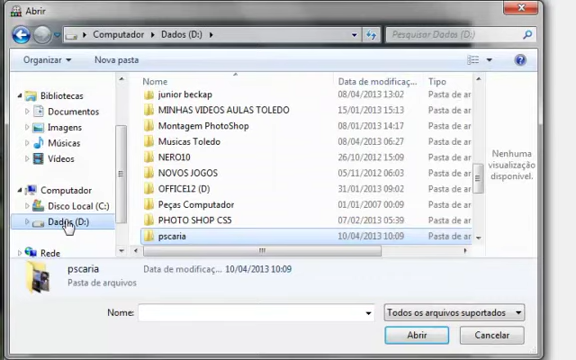 Abrir
Computador Dados (D:)
Pesquisar Dados (D:)
Organizar Nova pasta
Bibliotecas
Documentos
Imagens
Músicas
Vídeos
Computador
Disco Local (C:)
Dados (D:)
Rede
Nome Data de modificaç... Tipo
junior beckap 08/04/2013 13:02 Pasta de ar
MINHAS VIDEOS AULAS TOLEDO 15/01/2013 15:13 Pasta de ar
Montagem PhotoShop 08/01/2013 14:17 Pasta de ar
Musicas Toledo 08/04/2013 06:27 Pasta de ar
NERO10 26/10/2012 15:09 Pasta de ar
NOVOS JOGOS 05/11/2012 06:03 Pasta de ar
OFFICE12 (D) 31/01/2013 09:02 Pasta de ar
Peças Computador 01/04/2013 06:40 Pasta de ar
PHOTO SHOP CS5 07/02/2013 05:39 Pasta de ar
pscaria 10/04/2013 10:09 Pasta de ar
Nenhuma
visualização
disponível.
pscaria Data de modificaç... 10/04/2013 10:09
Pasta de arquivos
Nome: Todos os arquivos suportados
Abrir Cancelar